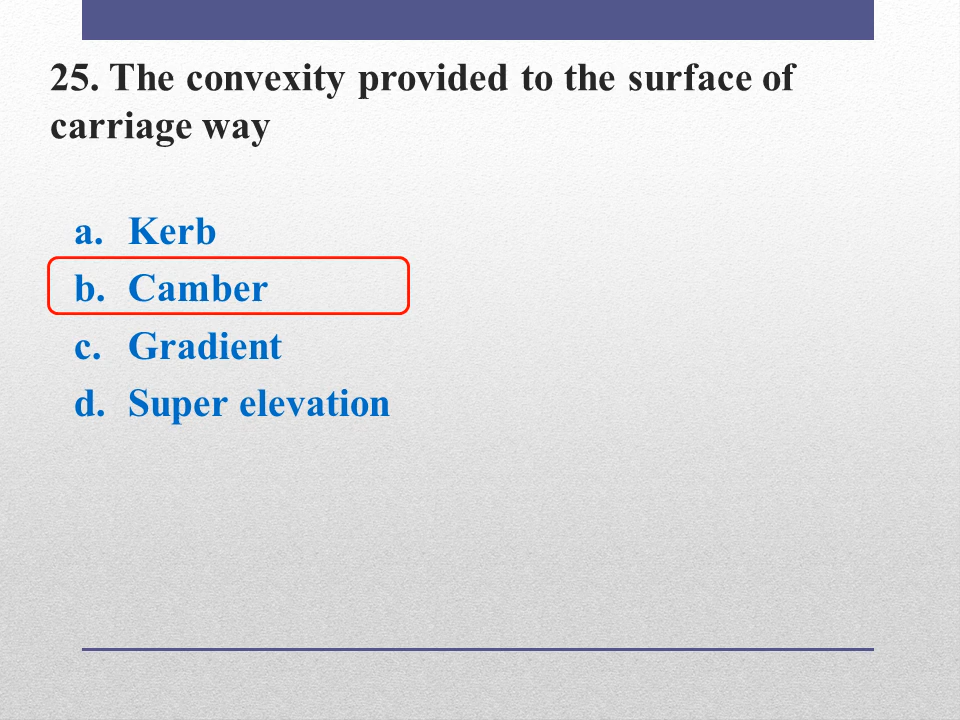 25. The convexity provided to the surface of
carriage way
a. Kerb
b. Camber
c. Gradient
d. Super elevation